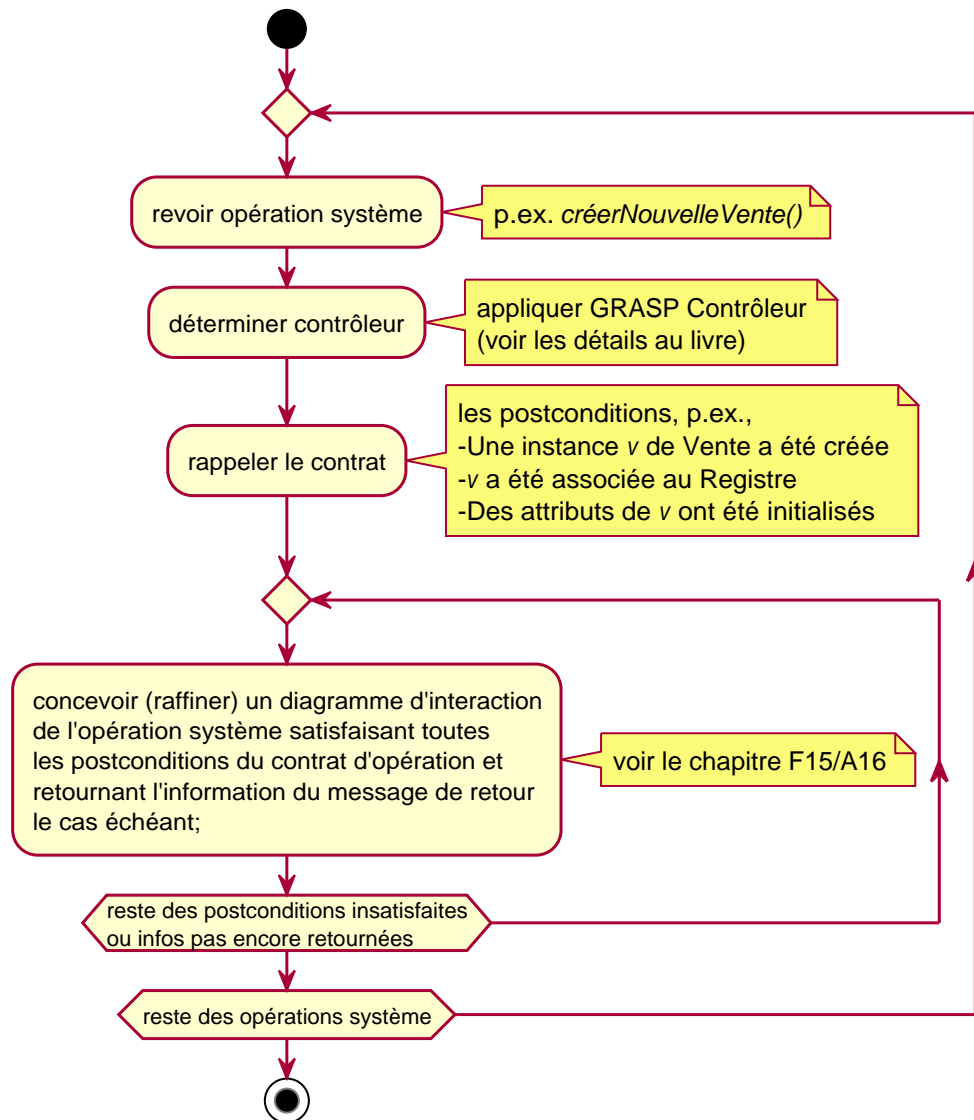 revoir opération système
p.ex. créerNouvelleVente()
déterminer contrôleur
appliquer GRASP Contrôleur
(voir les détails au livre)
rappeler le contrat
les postconditions, p.ex.,
-Une instance v de Vente a été créée
-v a été associée au Registre
-Des attributs de v ont été initialisés
concevoir (raffiner) un diagramme d'interaction
de l'opération système satisfaisant toutes
les postconditions du contrat d'opération et
retournant l'information du message de retour
le cas échéant;
voir le chapitre F15/A16
reste des postconditions insatisfaites
ou infos pas encore retournées
reste des opérations système